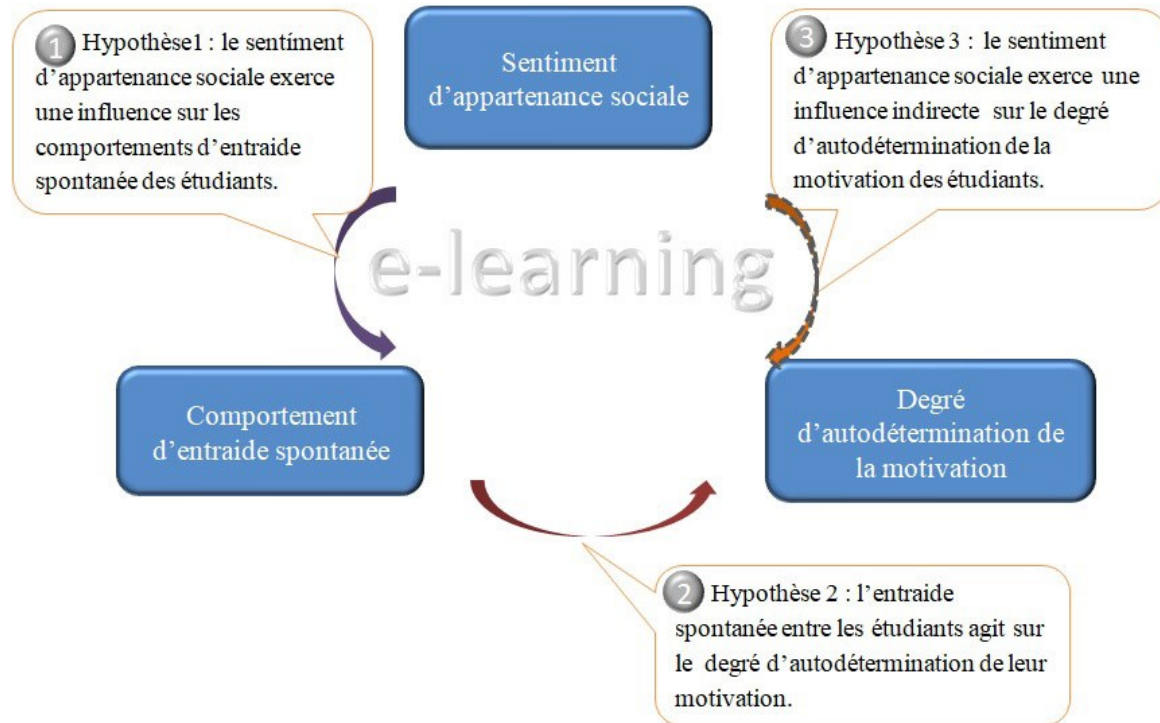 1 Hypothèse1 : le sentiment
d’appartenance sociale exerce
une influence sur les
comportements d’entraide
spontanée des étudiants.
Sentiment
d’appartenance sociale
3 Hypothèse 3 : le sentiment
d’appartenance sociale exerce une
influence indirecte sur le degré
d’autodétermination de la
motivation des étudiants.
e-learning
Comportement
d’entraide spontanée
Degré
d’autodétermination de
la motivation
2 Hypothèse 2 : l’entraide
spontanée entre les étudiants agit sur
le degré d’autodétermination de leur
motivation.